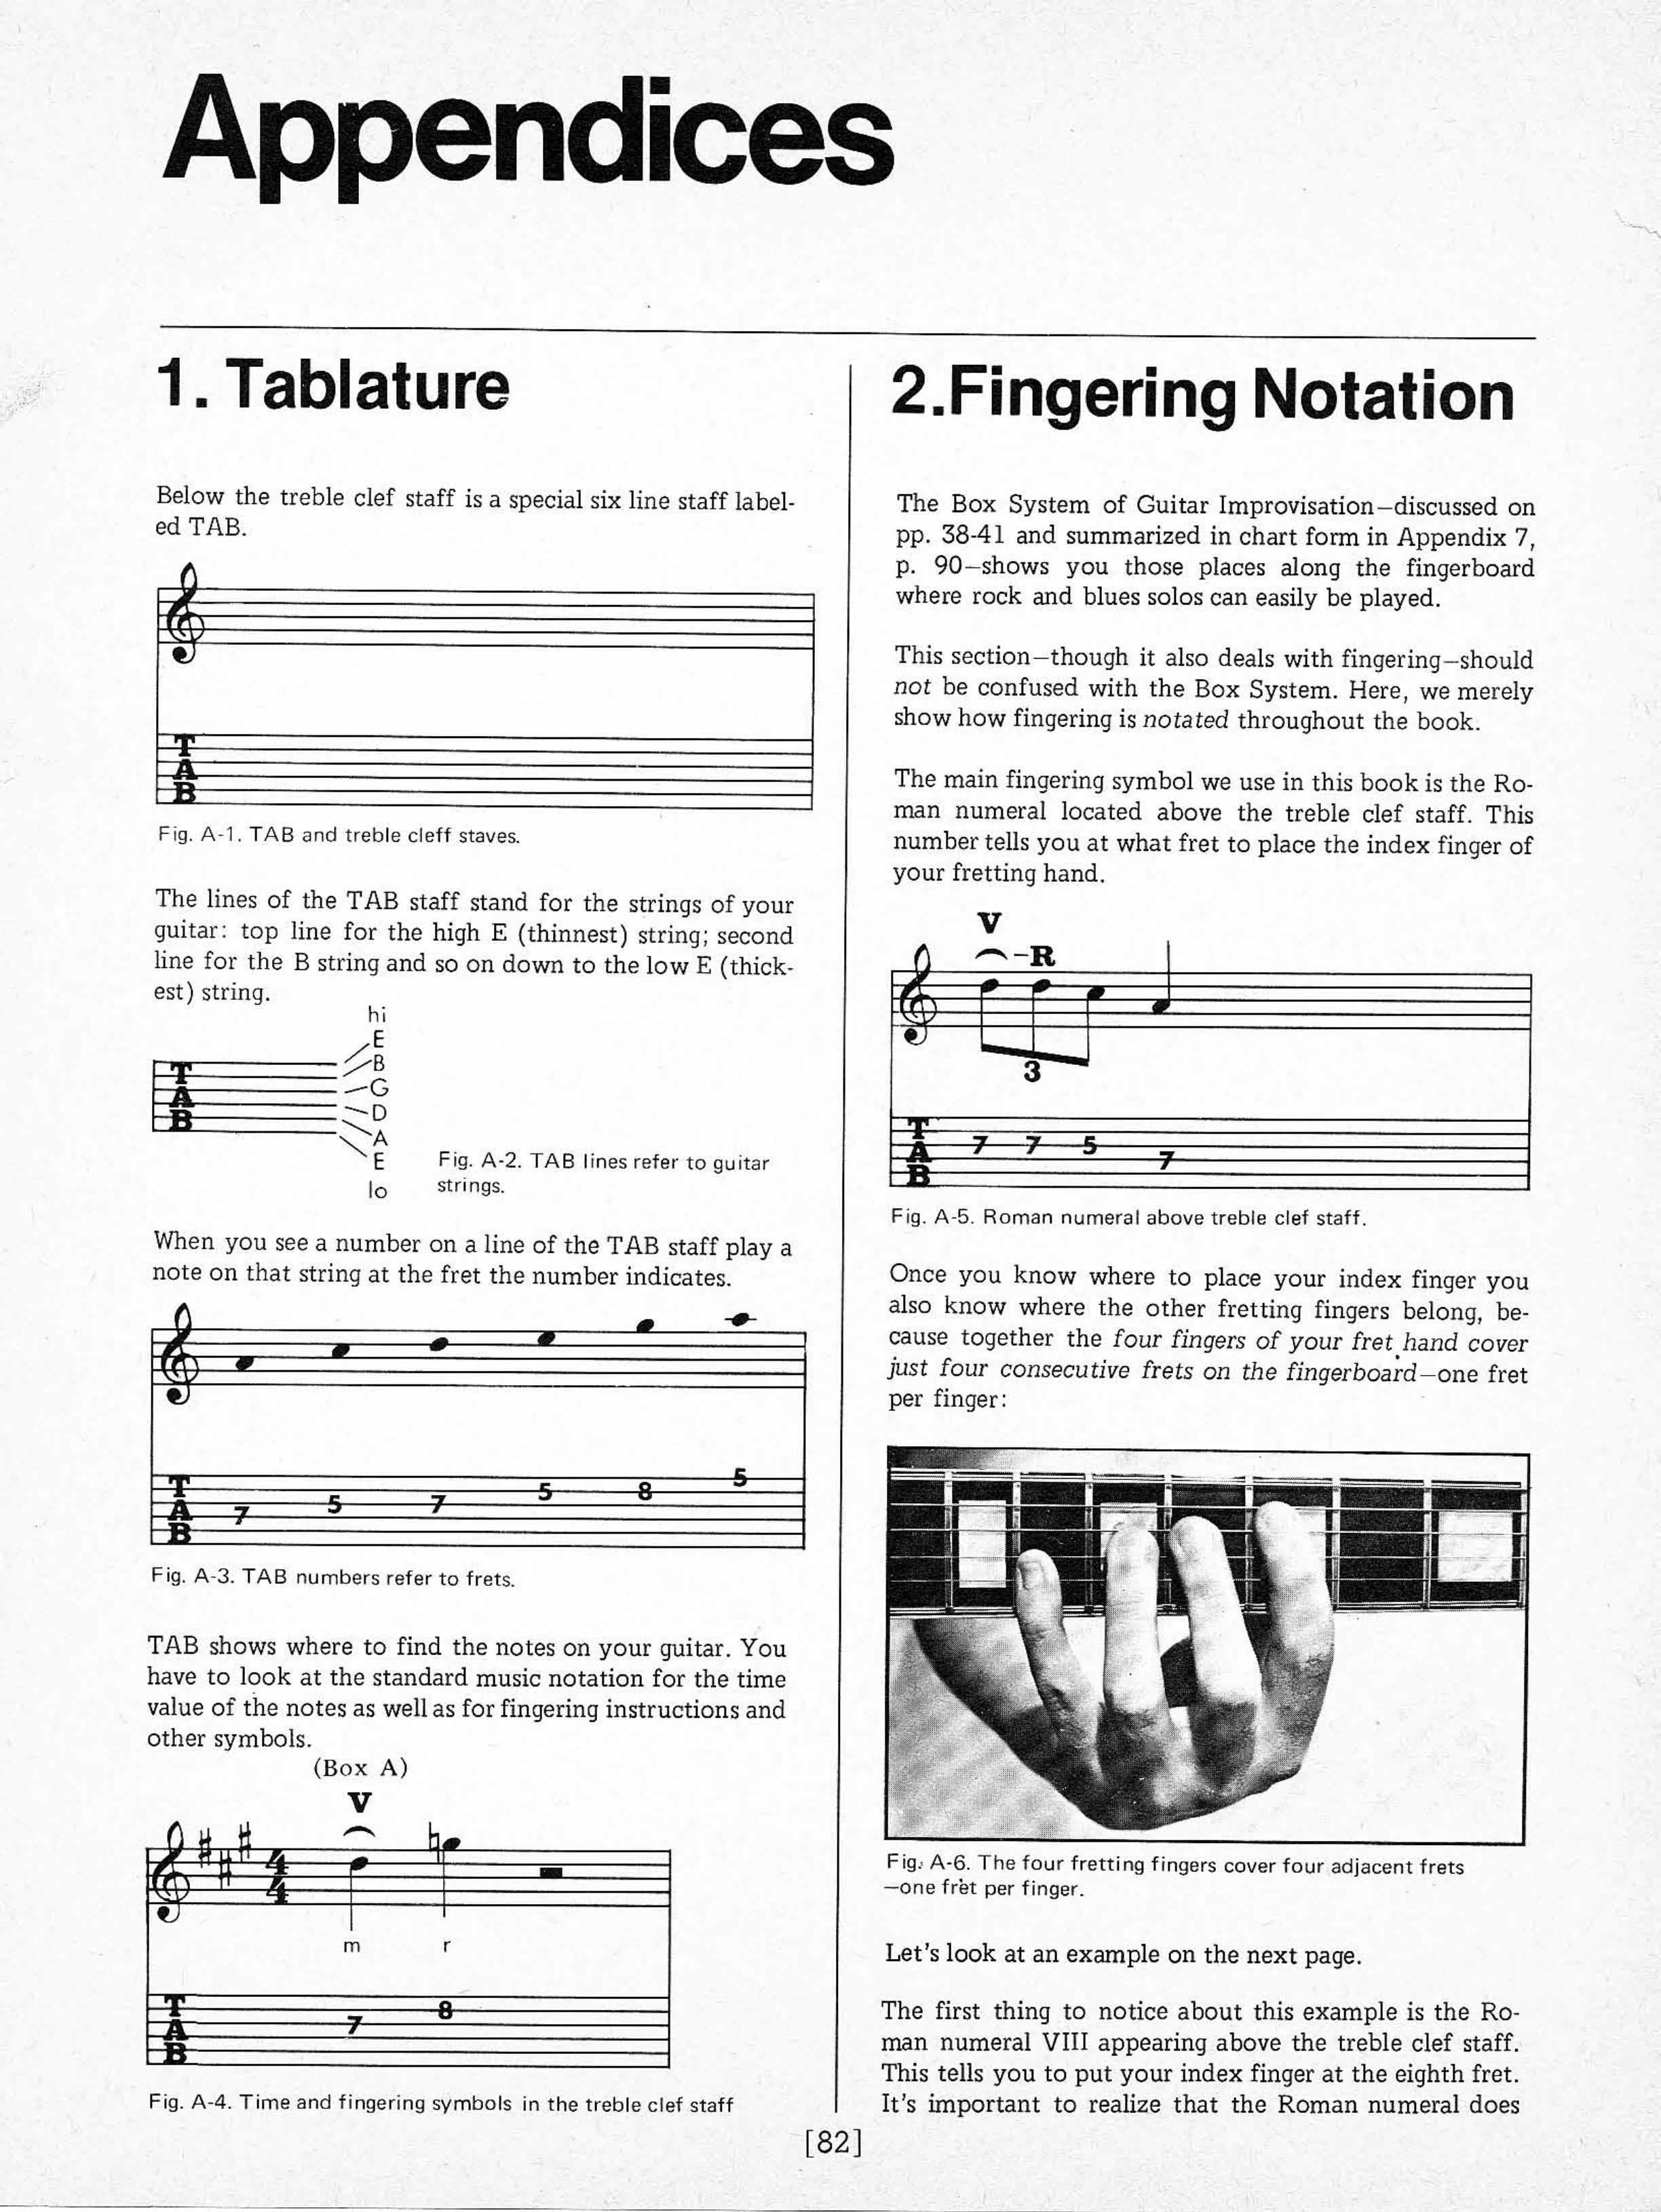 Appendices
1. Tablature
Below the treble clef staff is a special six line staff label-
ed TAB.
T
A
B
Fig. A-1. TAB and treble cleff staves.
The lines of the TAB staff stand for the strings of your
guitar: top line for the high E (thinnest) string; second
line for the B string and so on down to the low E (thick-
est) string.
hi
E
B
G
D
A
E
lo
T
A
B
Fig. A-2. TAB lines refer to guitar
strings.
When you see a number on a line of the TAB staff play a
note on that string at the fret the number indicates.
T
A
B
7 5 7 5 8 5
Fig. A-3. TAB numbers refer to frets.
TAB shows where to find the notes on your guitar. You
have to look at the standard music notation for the time
value of the notes as well as for fingering instructions and
other symbols.
(Box A)
V
4
4
m r
T
A
B
7 8
Fig. A-4. Time and fingering symbols in the treble clef staff
2.Fingering Notation
The Box System of Guitar Improvisation—discussed on
pp. 38-41 and summarized in chart form in Appendix 7,
p. 90—shows you those places along the fingerboard
where rock and blues solos can easily be played.
This section—though it also deals with fingering—should
not be confused with the Box System. Here, we merely
show how fingering is notated throughout the book.
The main fingering symbol we use in this book is the Ro-
man numeral located above the treble clef staff. This
number tells you at what fret to place the index finger of
your fretting hand.
V
-R
3
T
A
B
7 7 5 7
Fig. A-5. Roman numeral above treble clef staff.
Once you know where to place your index finger you
also know where the other fretting fingers belong, be-
cause together the four fingers of your fret hand cover
just four consecutive frets on the fingerboard—one fret
per finger:
Fig. A-6. The four fretting fingers cover four adjacent frets
—one fret per finger.
Let's look at an example on the next page.
The first thing to notice about this example is the Ro-
man numeral VIII appearing above the treble clef staff.
This tells you to put your index finger at the eighth fret.
It's important to realize that the Roman numeral does
[82]